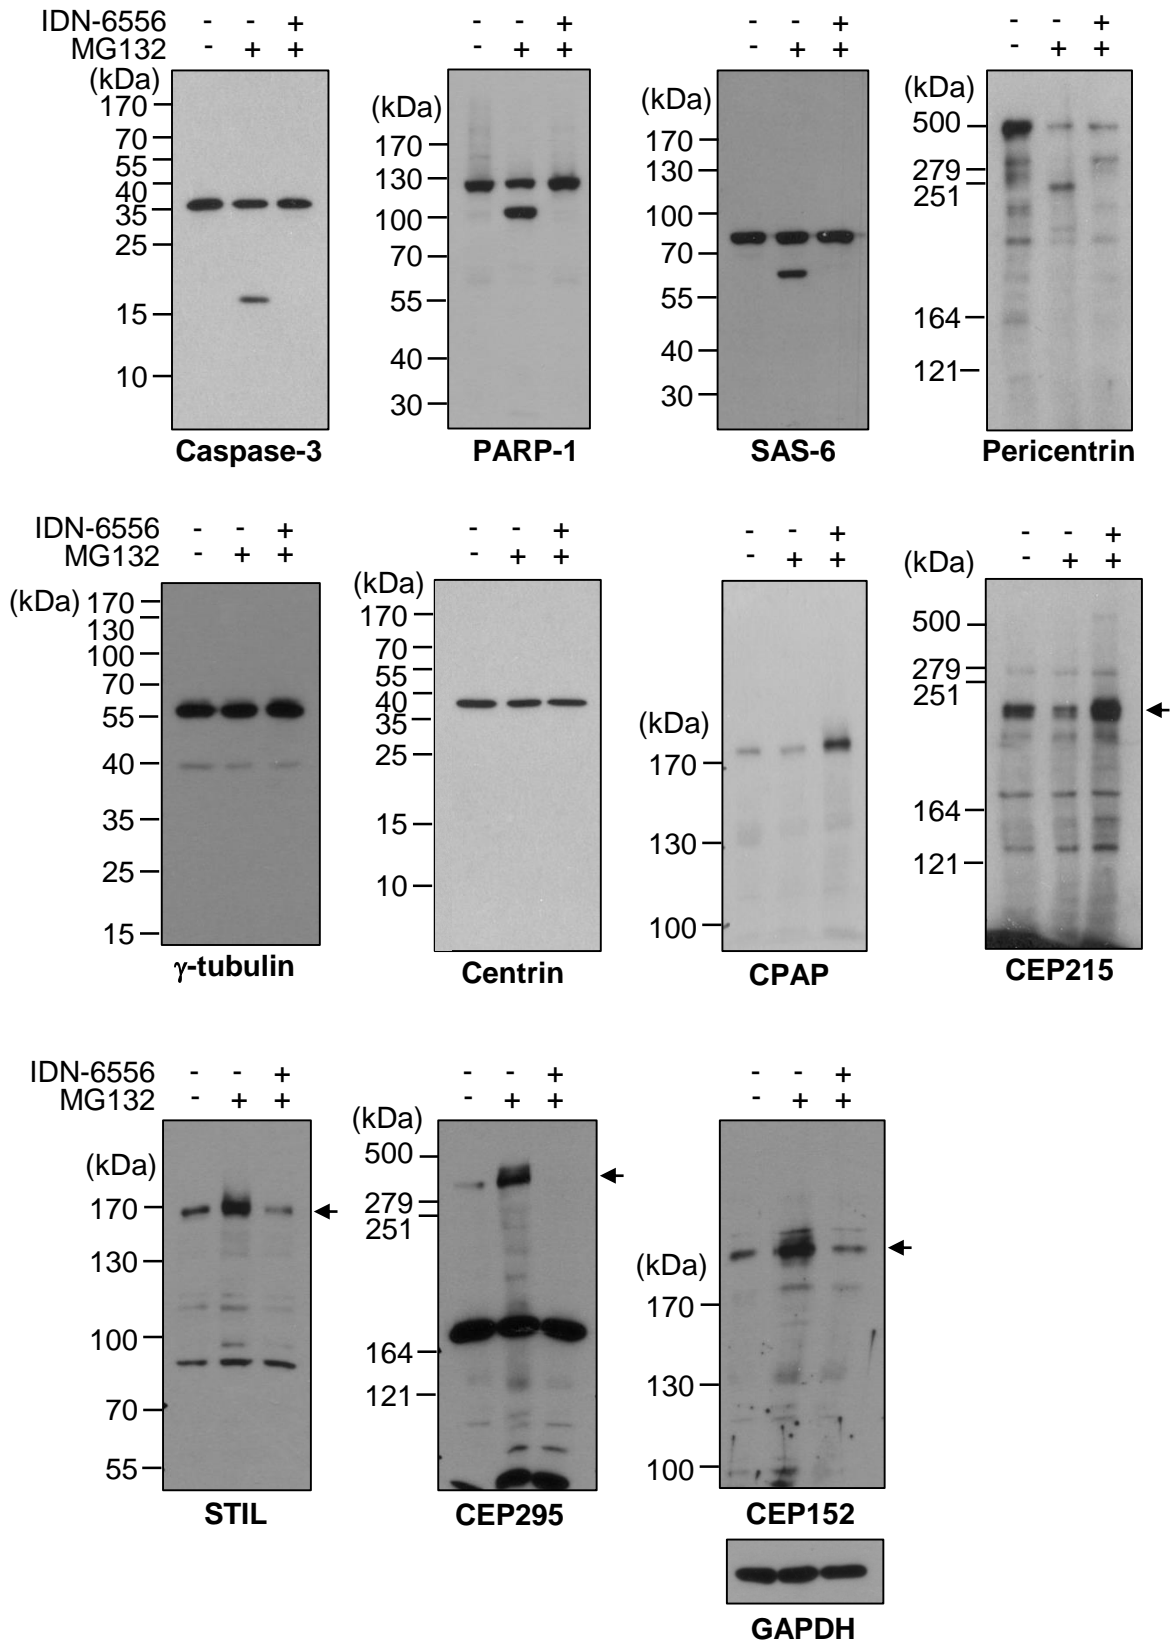 IDN-6556 - - +
MG132 - + +
(kDa)
170
70
55
40
35
25
15
10
Caspase-3
- - +
- + +
(kDa)
170
130
100
70
55
40
30
PARP-1
- - +
- + +
(kDa)
170
130
100
70
55
40
30
SAS-6
- - +
- + +
(kDa)
500
279
251
164
121
Pericentrin
IDN-6556 - - +
MG132 - + +
(kDa)
170
130
100
70
55
40
35
25
15
γ-tubulin
- - +
- + +
(kDa)
170
70
55
40
35
25
15
10
Centrin
- - +
- + +
(kDa)
170
130
100
CPAP
- - +
- + +
(kDa)
500
279
251
164
121
CEP215
IDN-6556 - - +
MG132 - + +
(kDa)
170
130
100
70
55
STIL
- - +
- + +
(kDa)
500
279
251
164
121
CEP295
- - +
- + +
(kDa)
170
130
100
CEP152
GAPDH